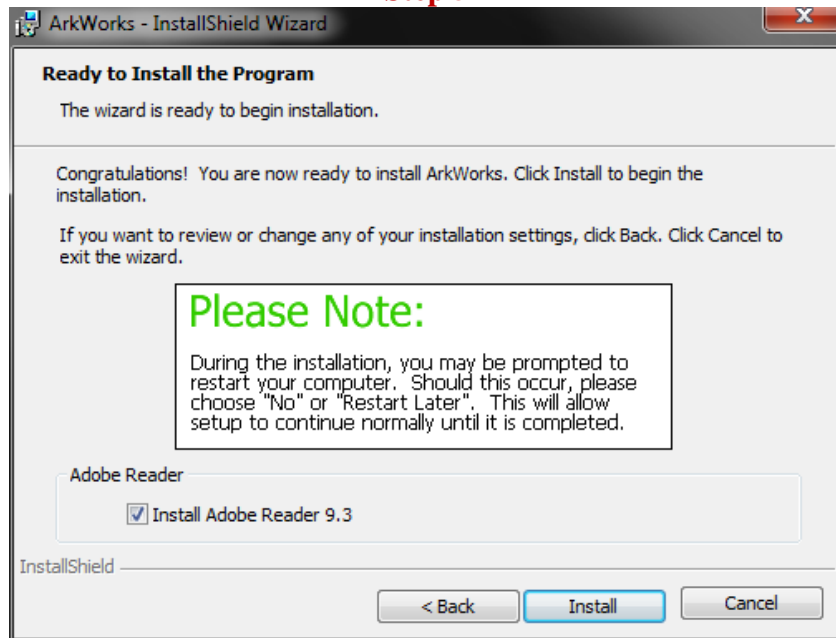 ArkWorks - InstallShield Wizard
Ready to Install the Program
The wizard is ready to begin installation.
Congratulations!  You are now ready to install ArkWorks. Click Install to begin the
installation.
If you want to review or change any of your installation settings, click Back. Click Cancel to
exit the wizard.
Please Note:
During the installation, you may be prompted to
restart your computer.  Should this occur, please
choose "No" or "Restart Later".  This will allow
setup to continue normally until it is completed.
Adobe Reader
Install Adobe Reader 9.3
InstallShield
< Back Install Cancel